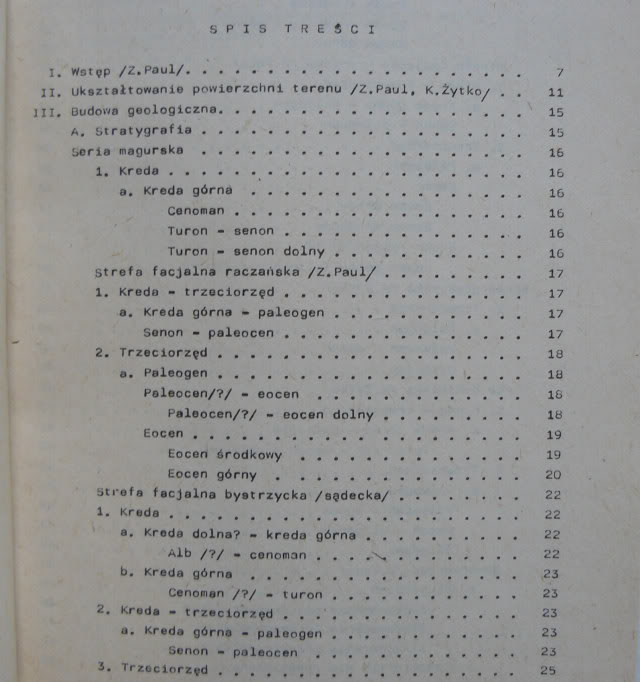 SPIS TREŚCI
I. Wstęp /Z.Paul/. . . . . . . . . . . . . . . . . . . . . . 7
II. Ukształtowanie powierzchni terenu /Z.Paul, K.Żytko/ . . 11
III. Budowa geologiczna. . . . . . . . . . . . . . . . . . . 15
A. Stratygrafia . . . . . . . . . . . . . . . . . . . . 15
Seria magurska . . . . . . . . . . . . . . . . . . . . 16
1. Kreda . . . . . . . . . . . . . . . . . . . . . . 16
a. Kreda górna . . . . . . . . . . . . . . . . . 16
Cenoman . . . . . . . . . . . . . . . . . . 16
Turon - senon . . . . . . . . . . . . . . . 16
Turon - senon dolny . . . . . . . . . . . . 16
Strefa facjalna raczańska /Z.Paul/ . . . . . . . . . 17
1. Kreda - trzeciorzęd . . . . . . . . . . . . . . . 17
a. Kreda górna - paleogen . . . . . . . . . . . . 17
Senon - paleocen . . . . . . . . . . . . . . . 17
2. Trzeciorzęd . . . . . . . . . . . . . . . . . . . 18
a. Paleogen . . . . . . . . . . . . . . . . . . . 18
Paleocen/?/ - eocen . . . . . . . . . . . . . 18
Paleocen/?/ - eocen dolny . . . . . . . . . 18
Eocen . . . . . . . . . . . . . . . . . . . . 19
Eocen środkowy . . . . . . . . . . . . . . 19
Eocen górny . . . . . . . . . . . . . . . . 20
Strefa facjalna bystrzycka /sądecka/ . . . . . . . . 22
1. Kreda . . . . . . . . . . . . . . . . . . . . . . 22
a. Kreda dolna? - kreda górna . . . . . . . . . . 22
Alb /?/ - cenoman . . . . . . . . . . . . . 22
b. Kreda górna . . . . . . . . . . . . . . . . . 23
Cenoman /?/ - turon . . . . . . . . . . . . 23
2. Kreda - trzeciorzęd . . . . . . . . . . . . . . . 23
a. Kreda górna - paleogen . . . . . . . . . . . . 23
Senon - paleocen . . . . . . . . . . . . . 23
3. Trzeciorzęd . . . . . . . . . . . . . . . . . . . 25